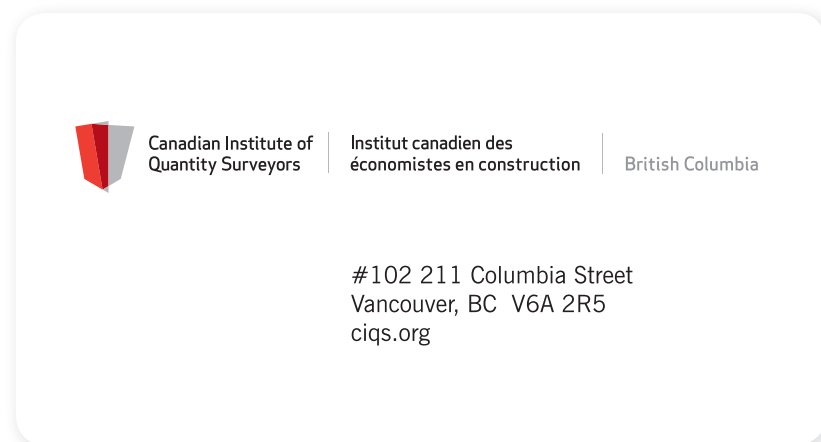 Canadian Institute of
Quantity Surveyors
Institut canadien des
économistes en construction
British Columbia
#102 211 Columbia Street
Vancouver, BC  V6A 2R5
ciqs.org